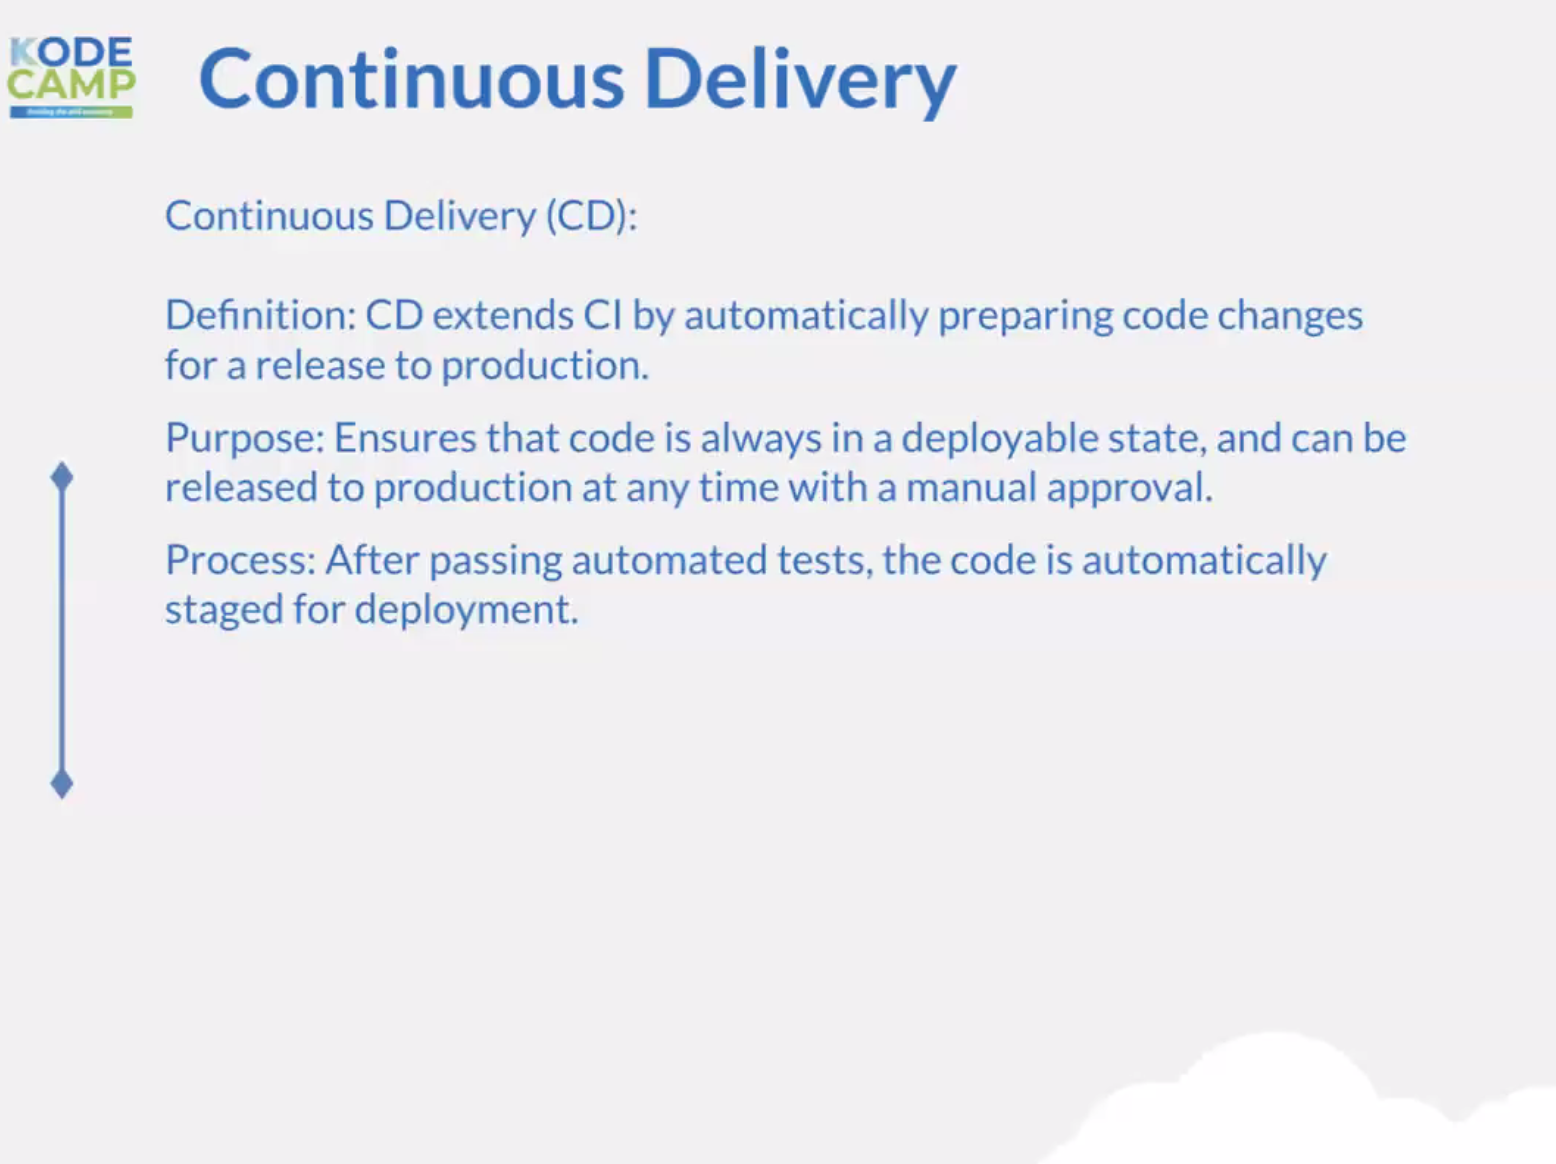 KODE
CAMP
Continuous Delivery
Continuous Delivery (CD):
Definition: CD extends CI by automatically preparing code changes
for a release to production.
Purpose: Ensures that code is always in a deployable state, and can be
released to production at any time with a manual approval.
Process: After passing automated tests, the code is automatically
staged for deployment.